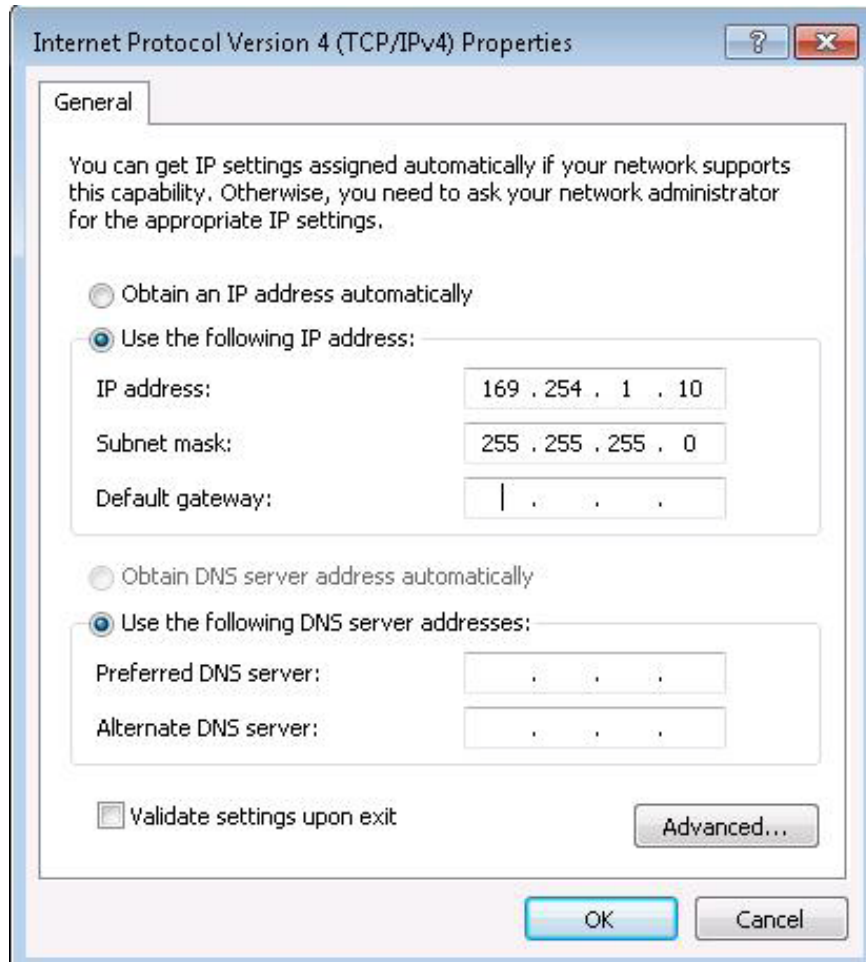 Internet Protocol Version 4 (TCP/IPv4) Properties
General
You can get IP settings assigned automatically if your network supports
this capability. Otherwise, you need to ask your network administrator
for the appropriate IP settings.
Obtain an IP address automatically
Use the following IP address:
IP address: 169 . 254 . 1 . 10
Subnet mask: 255 . 255 . 255 . 0
Default gateway: . . .
Obtain DNS server address automatically
Use the following DNS server addresses:
Preferred DNS server: . . .
Alternate DNS server: . . .
Validate settings upon exit
Advanced...
OK Cancel